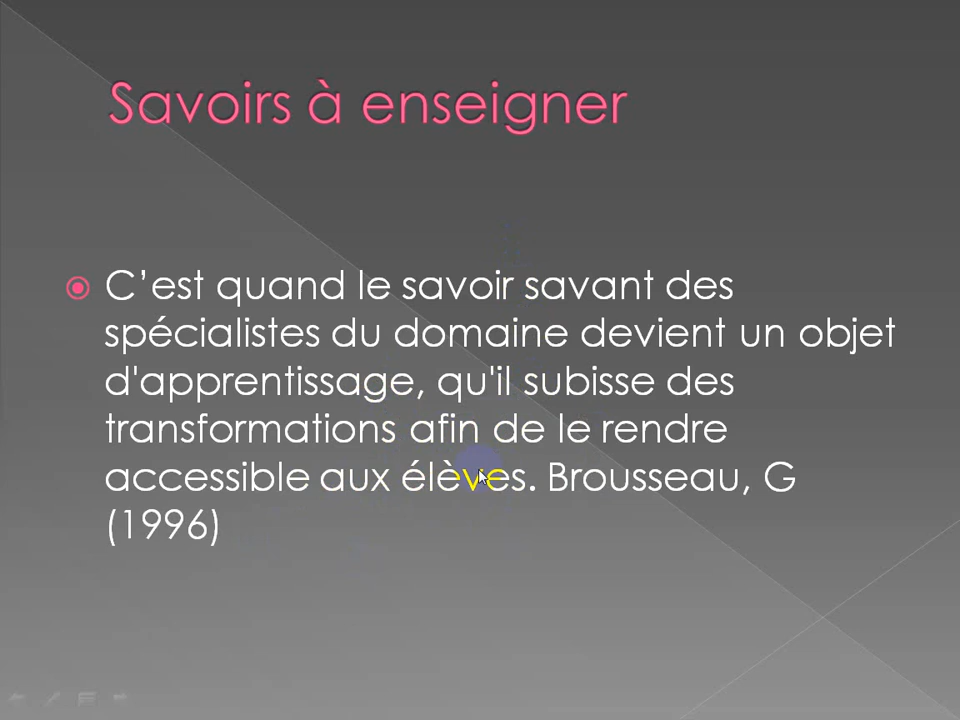 Savoirs à enseigner
C’est quand le savoir savant des
spécialistes du domaine devient un objet
d'apprentissage, qu'il subisse des
transformations afin de le rendre
accessible aux élèves. Brousseau, G
(1996)